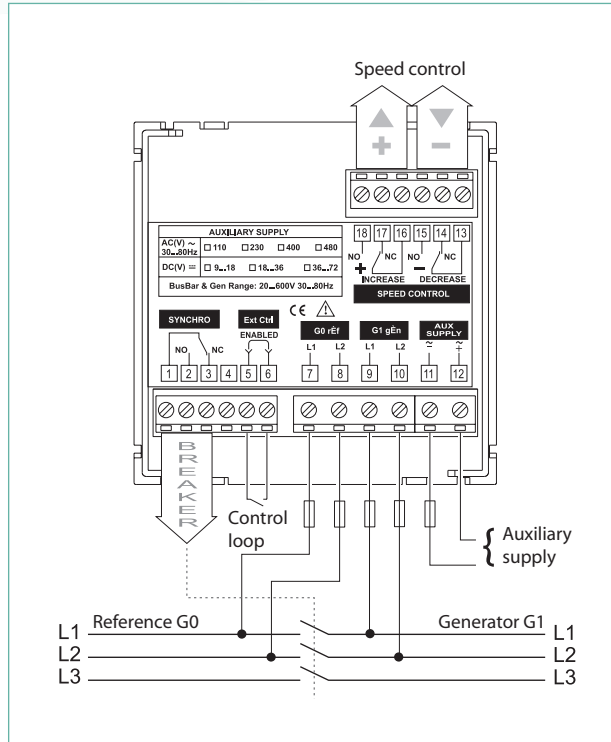 Speed control
+ −
AUXILIARY SUPPLY
AC(V) ~ 30...80Hz □ 110 □ 230 □ 400 □ 480
DC(V) ⎓ □ 9...18 □ 18...36 □ 36...72
BusBar & Gen Range: 20...600V 30...80Hz
18 17 16 15 14 13
NO NC NO NC
+ INCREASE − DECREASE
SPEED CONTROL
CE
SYNCHRO
Ext Ctrl
ENABLED
G0 rEf
G1 gEn
AUX
SUPPLY
NO NC
L1 L2 L1 L2 ~ ~
− +
1 2 3 4 5 6 7 8 9 10 11 12
BREAKER
Control
loop
Auxiliary
supply
Reference G0
Generator G1
L1 L1
L2 L2
L3 L3